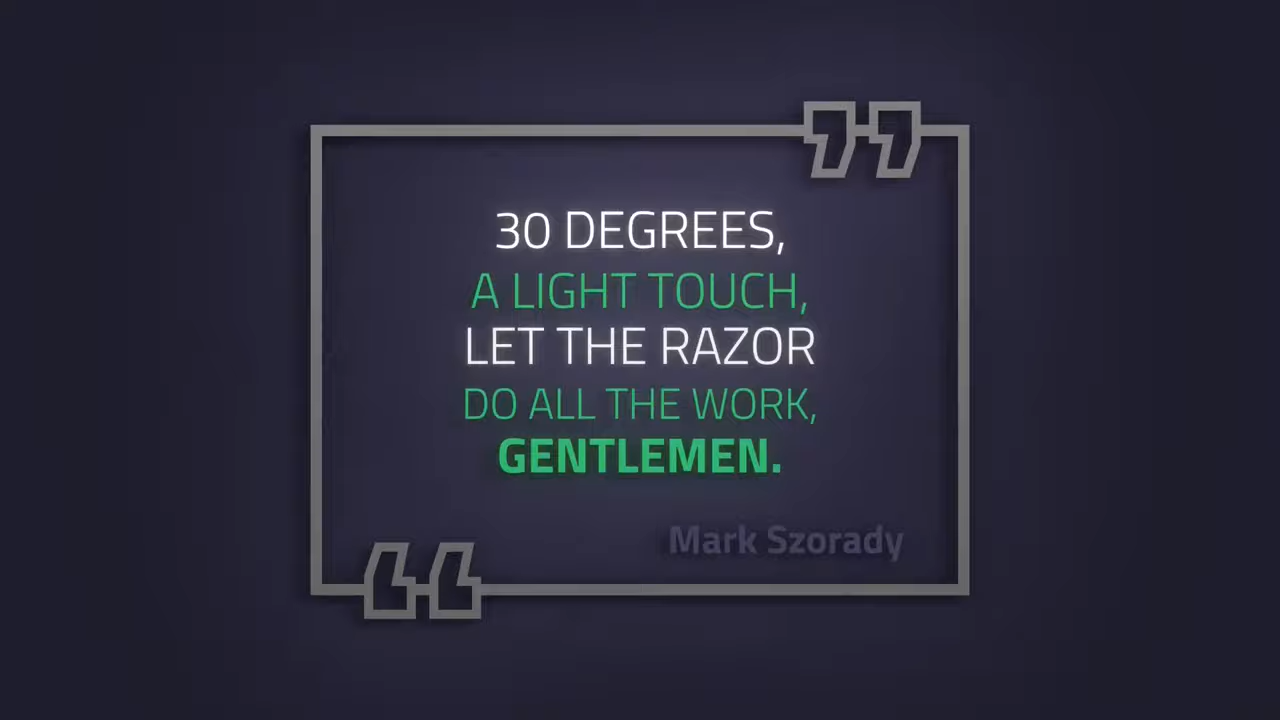 30 DEGREES,
A LIGHT TOUCH,
LET THE RAZOR
DO ALL THE WORK,
GENTLEMEN.
Mark Szorady